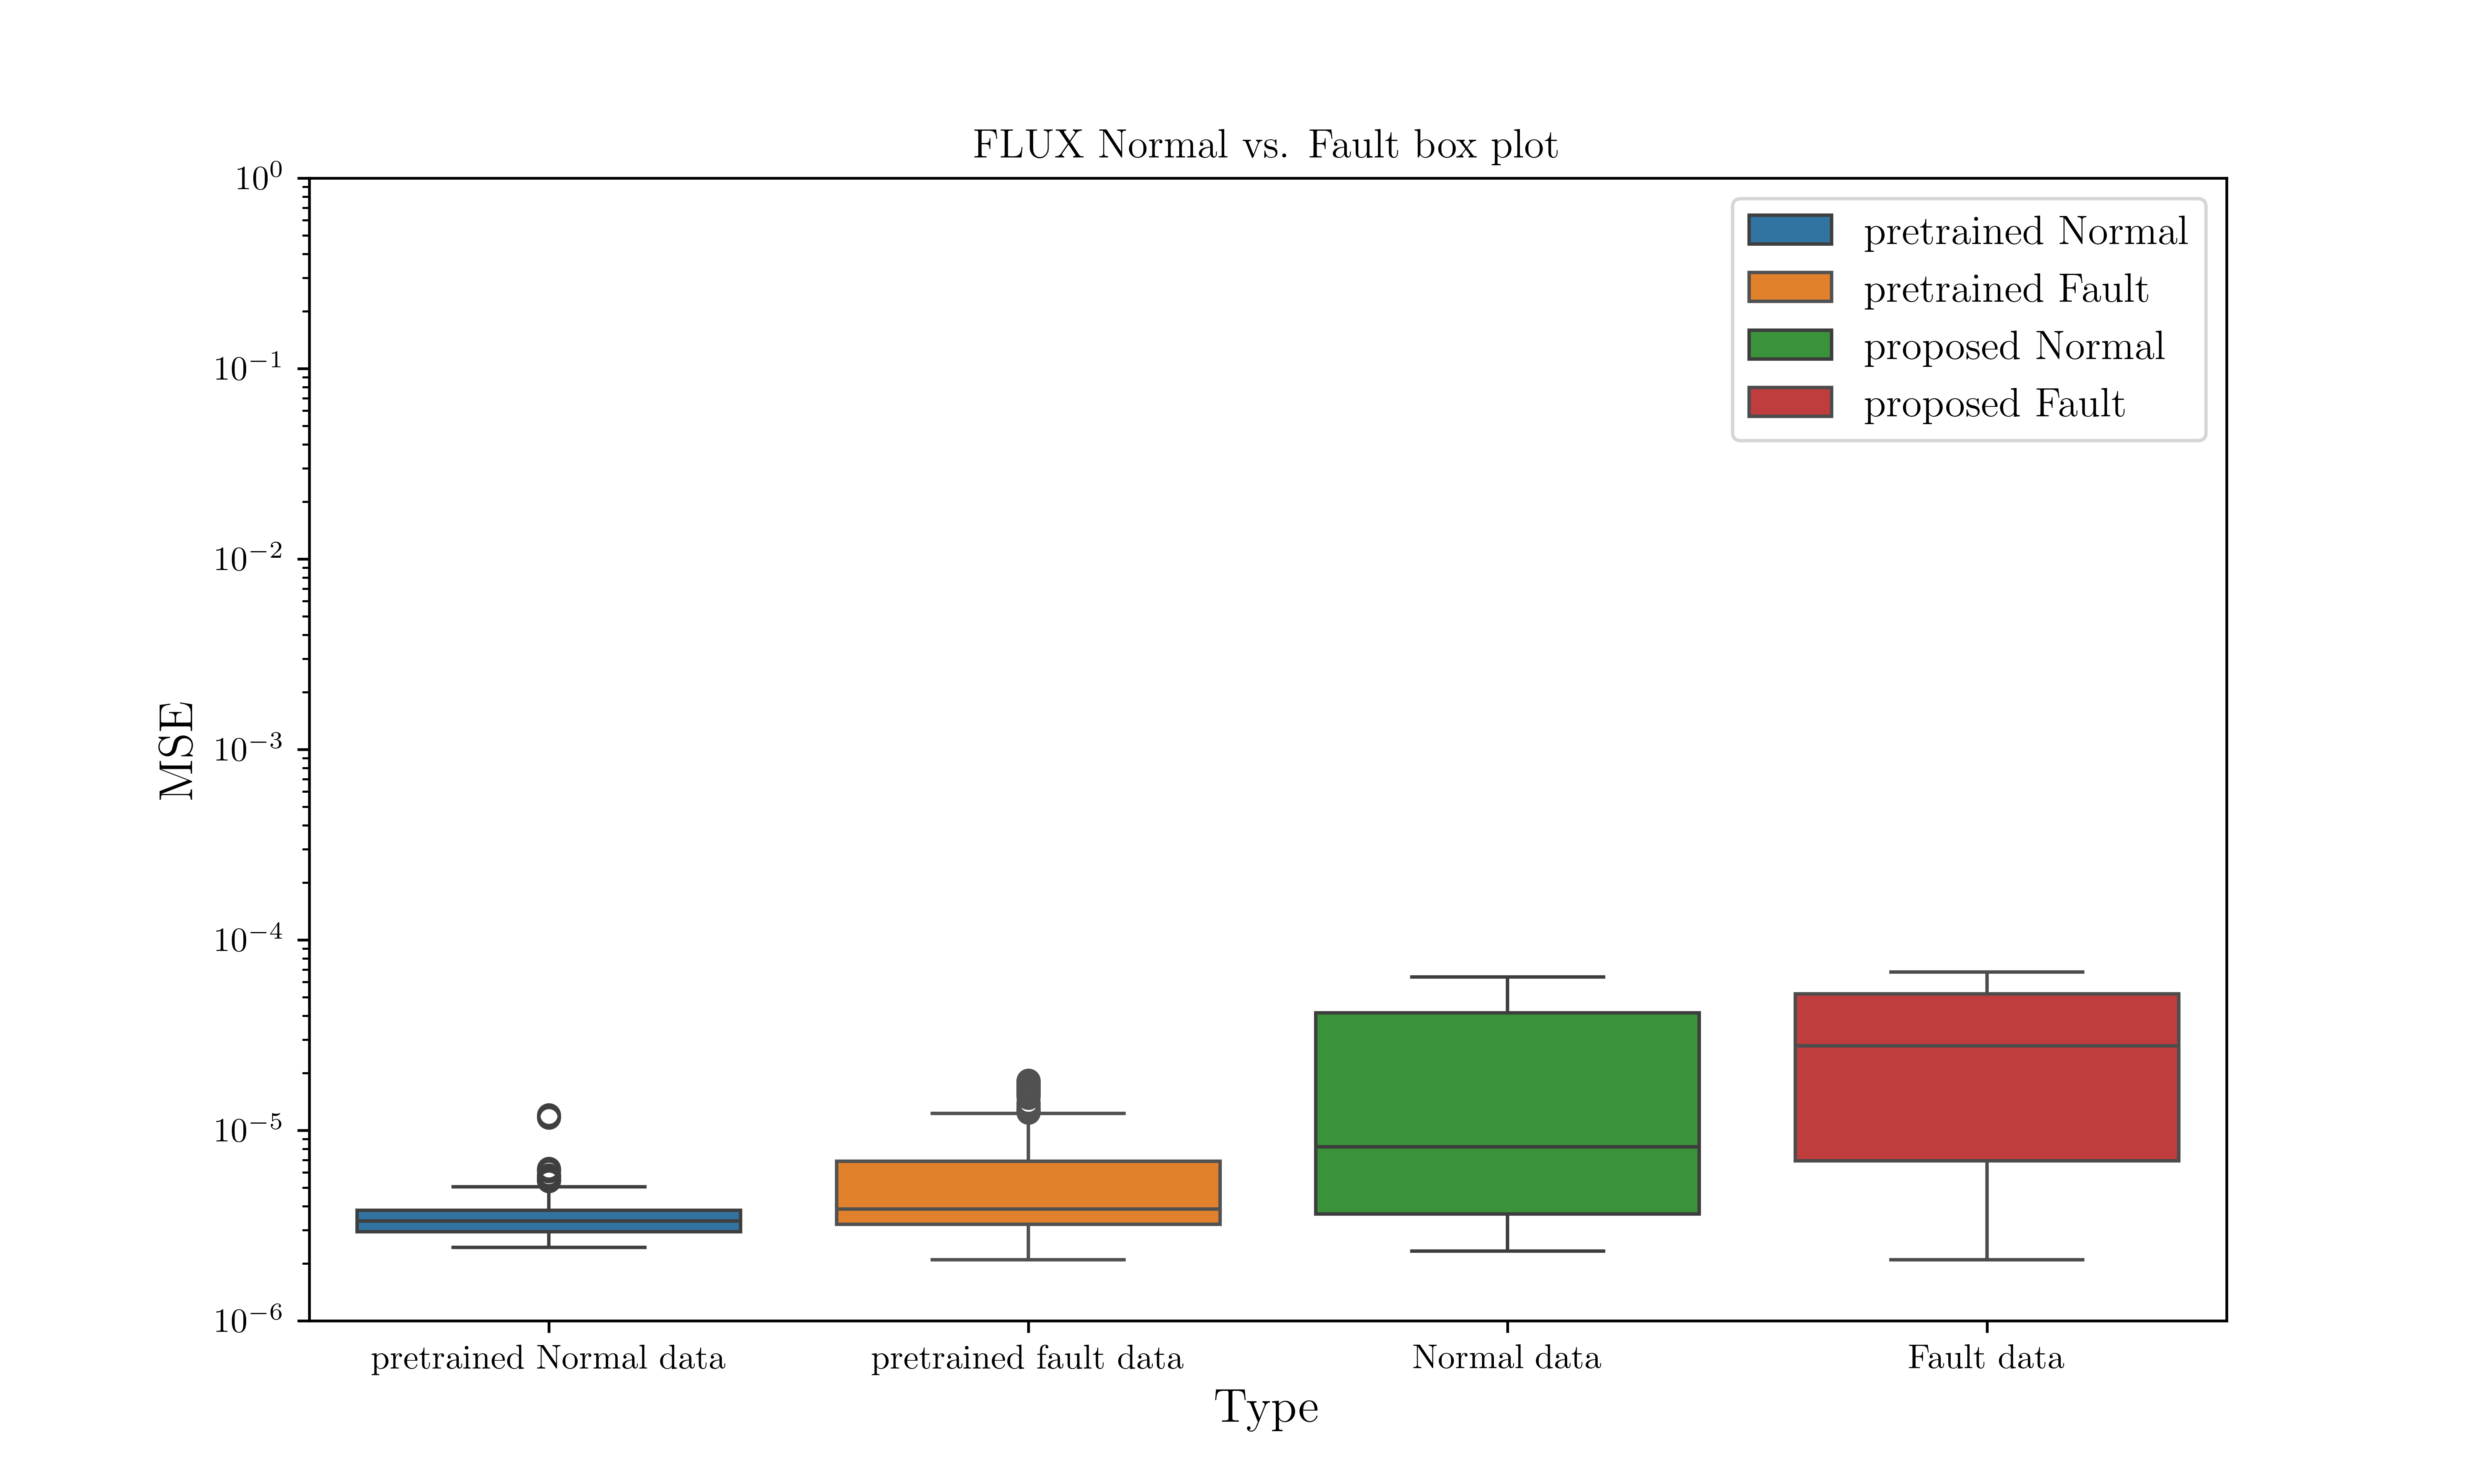 FLUX Normal vs. Fault box plot
10⁰
10⁻¹
10⁻²
10⁻³
10⁻⁴
10⁻⁵
10⁻⁶
MSE
pretrained Normal
pretrained Fault
proposed Normal
proposed Fault
pretrained Normal data
pretrained fault data
Normal data
Fault data
Type